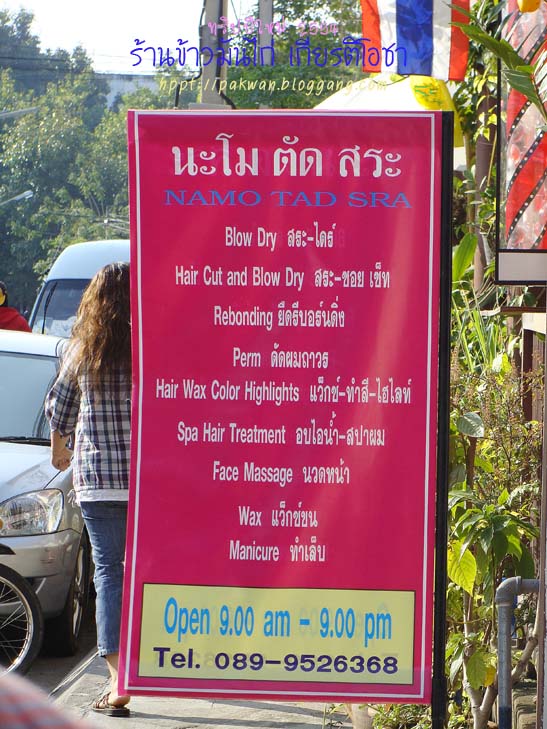 ร้านข้าวมันไก่ เกียรติโอชา
hppt://pakwan.bloggang.com
นะโม ตัด สระ
NAMO TAD SRA
Blow Dry สระ-ไดร์
Hair Cut and Blow Dry สระ-ซอย เซ็ท
Rebonding ยืดรีบอร์นดิ่ง
Perm ดัดผมถาวร
Hair Wax Color Highlights แว็กซ์-ทำสี-ไฮไลท์
Spa Hair Treatment อบไอน้ำ-สปาผม
Face Massage นวดหน้า
Wax แว็กซ์ขน
Manicure ทำเล็บ
Open 9.00 am - 9.00 pm
Tel. 089-9526368